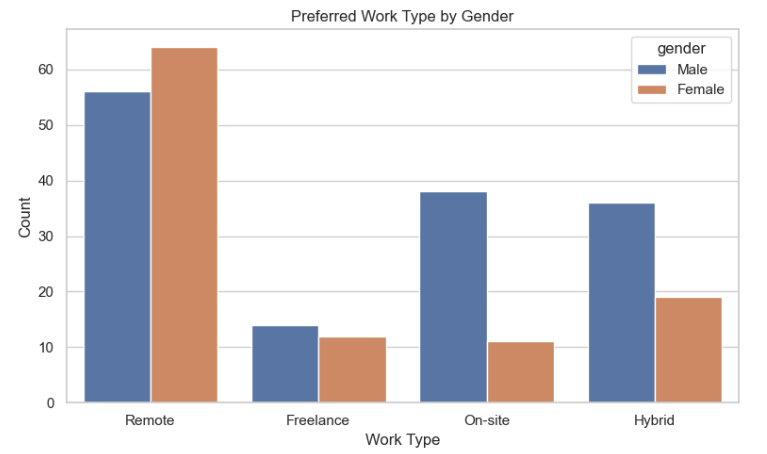 Preferred Work Type by Gender
gender
Male
Female
Count
60
50
40
30
20
10
0
Remote Freelance On-site Hybrid
Work Type